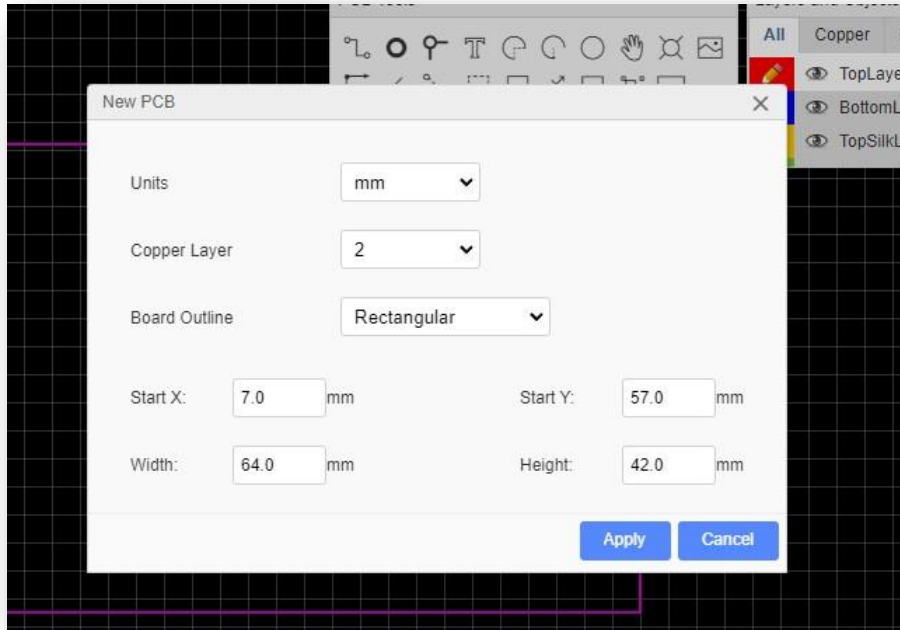 All Copper
TopLaye
New PCB
BottomL
TopSilkL
Units mm
Copper Layer 2
Board Outline Rectangular
Start X: 7.0 mm Start Y: 57.0 mm
Width: 64.0 mm Height: 42.0 mm
Apply Cancel